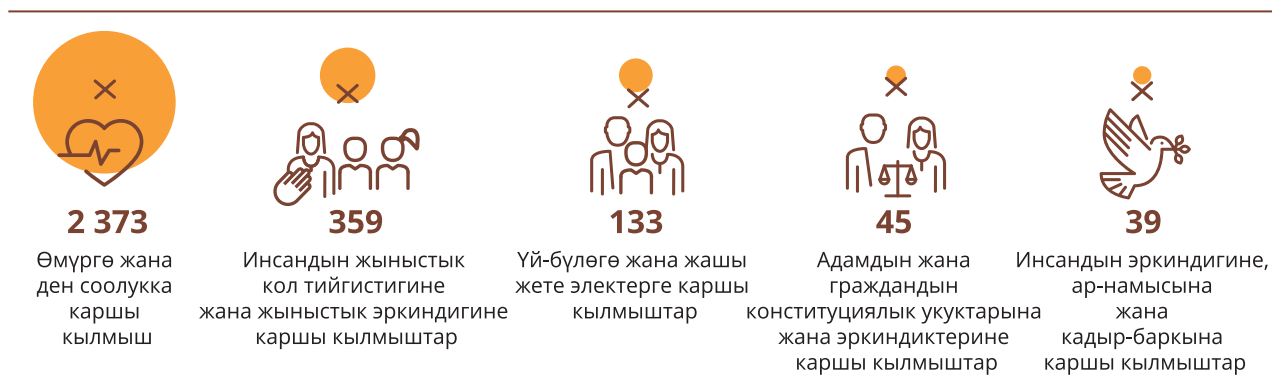 2 373
Өмүргө жана
ден соолукка
каршы
кылмыш
359
Инсандын жыныстык
кол тийгистигине
жана жыныстык эркиндигине
каршы кылмыштар
133
Үй-бүлөгө жана жашы
жете электерге каршы
кылмыштар
45
Адамдын жана
граждандын
конституциялык укуктарына
жана эркиндиктерине
каршы кылмыштар
39
Инсандын эркиндигине,
ар-намысына
жана
кадыр-баркына
каршы кылмыштар